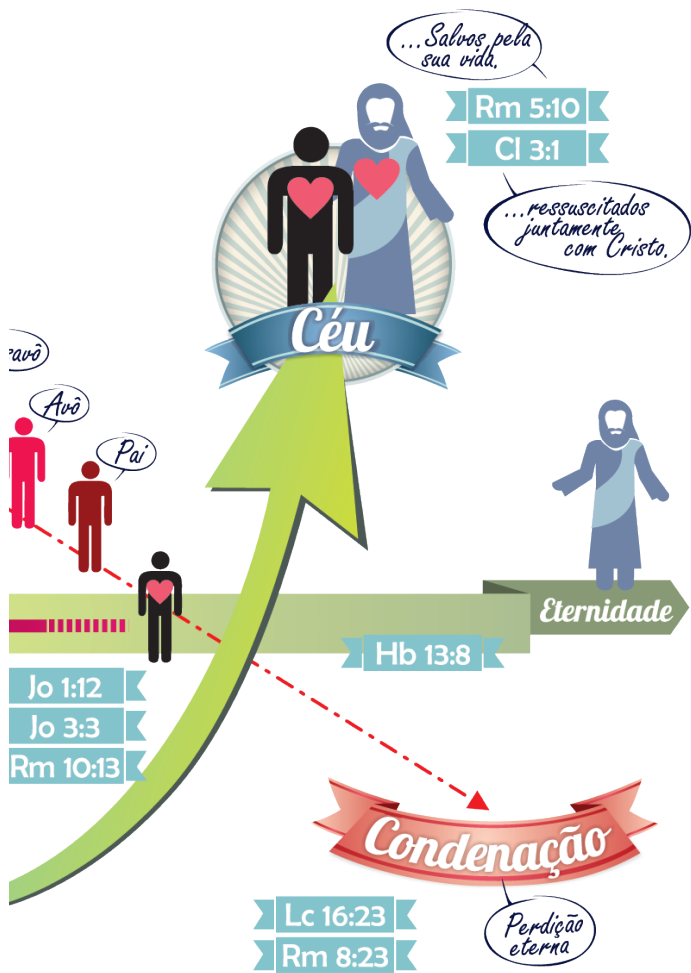 ...Salvos pela
sua vida.
Rm 5:10
Cl 3:1
...ressuscitados
juntamente
com Cristo.
Céu
ravô
Avô
Pai
Eternidade
Hb 13:8
Jo 1:12
Jo 3:3
Rm 10:13
Condenação
Lc 16:23
Rm 8:23
Perdição
eterna